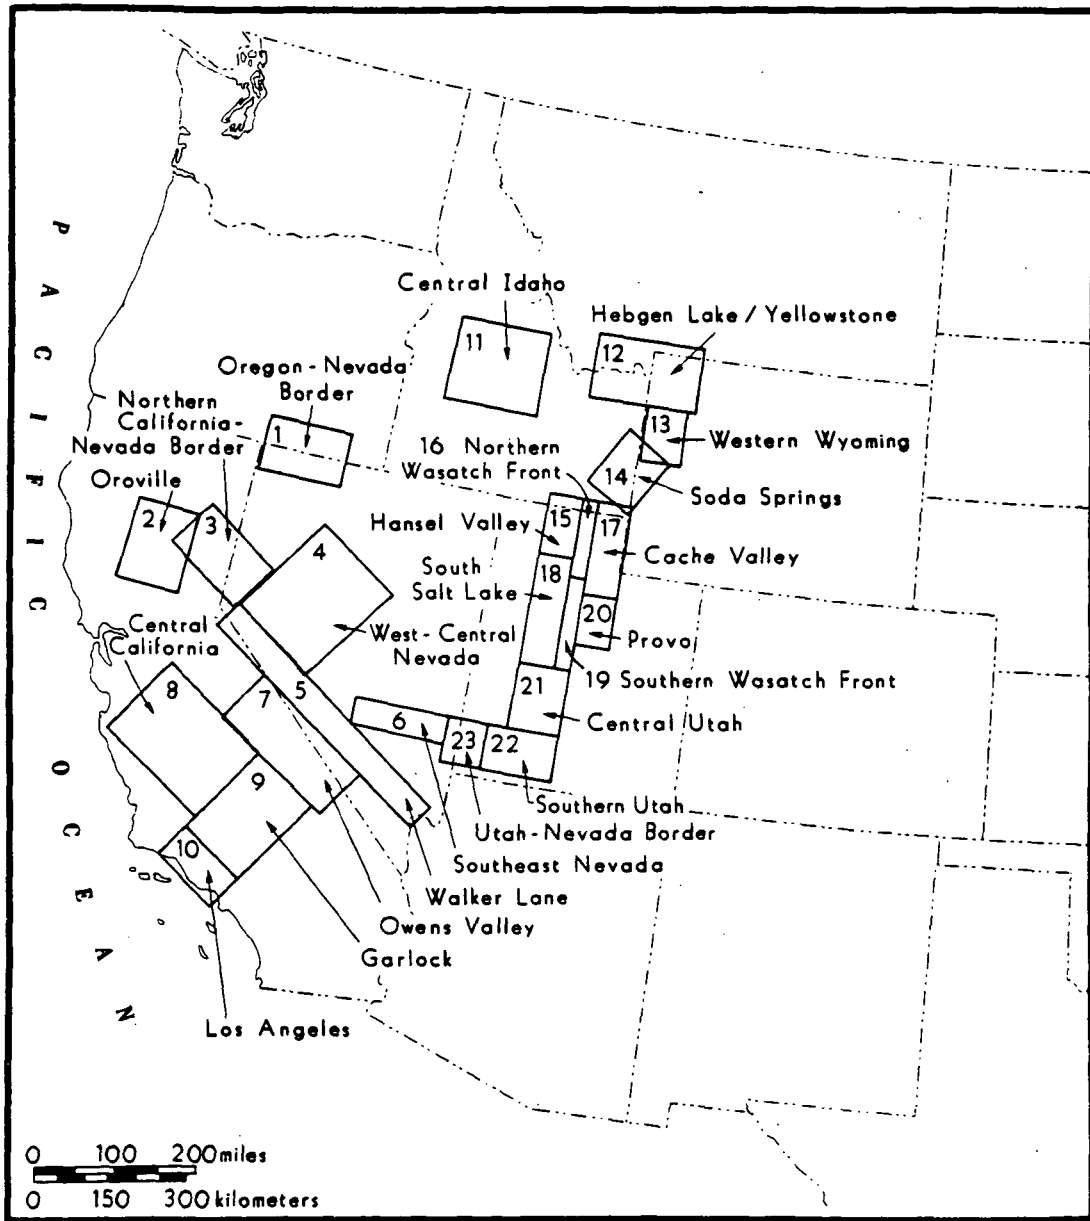 PACIFIC OCEAN
Central Idaho
11
Hebgen Lake / Yellowstone
12
Oregon-Nevada
Border
1
Northern
California-
Nevada Border
3
Oroville
2
13
Western Wyoming
16 Northern
Wasatch Front
14
Soda Springs
15
Hansel Valley
17
Cache Valley
4
West-Central
Nevada
18
South
Salt Lake
20
Provo
19 Southern Wasatch Front
Central
California
8
7
5
6
21
Central Utah
23
22
Southern Utah
Utah-Nevada Border
Southeast Nevada
Walker Lane
Owens Valley
9
Garlock
10
Los Angeles
0 100 200 miles
0 150 300 kilometers